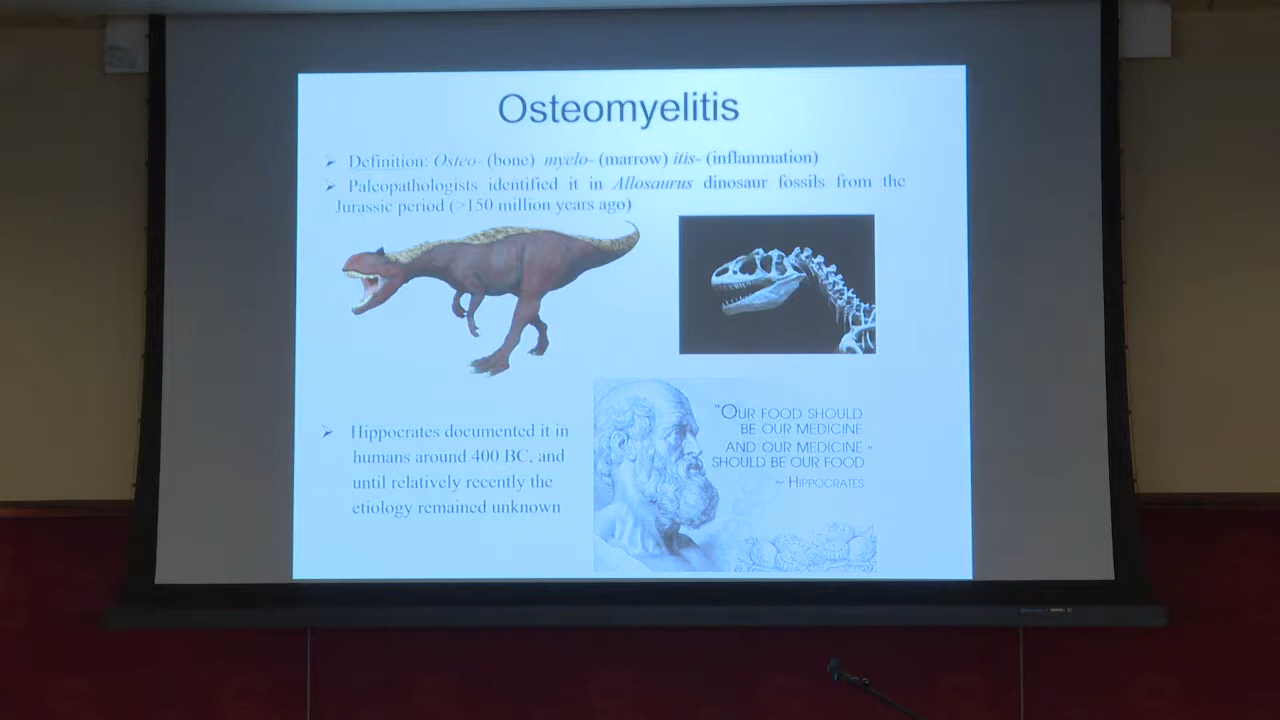 Osteomyelitis
➢ Definition: Osteo- (bone) myelo- (marrow) itis- (inflammation)
➢ Paleopathologists identified it in Allosaurus dinosaur fossils from the
Jurassic period (>150 million years ago)
➢ Hippocrates documented it in
humans around 400 BC, and
until relatively recently the
etiology remained unknown
"OUR FOOD SHOULD
BE OUR MEDICINE
AND OUR MEDICINE "
SHOULD BE OUR FOOD
~ HIPPOCRATES